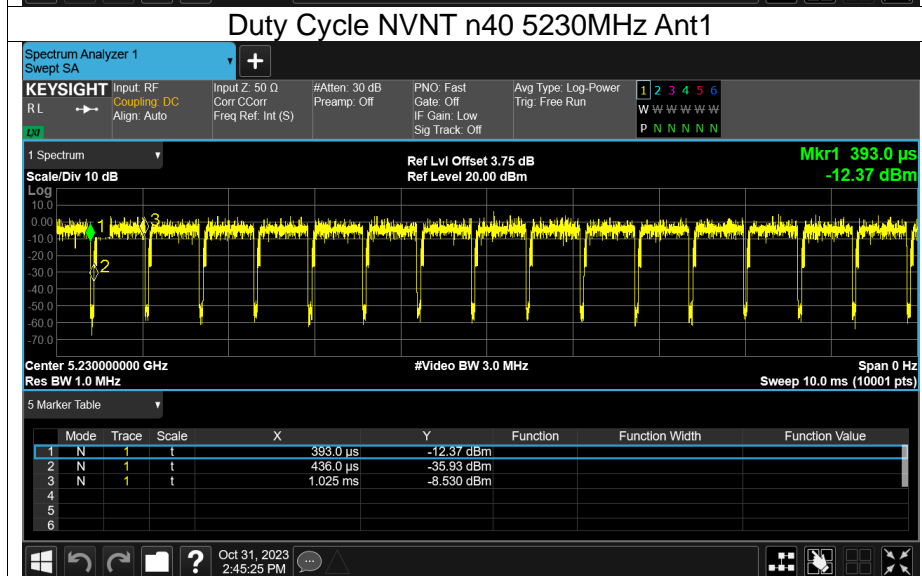 Duty Cycle NVNT n40 5230MHz Ant1
Spectrum Analyzer 1
Swept SA
+
KEYSIGHT
RL
LXI
Input: RF
Coupling: DC
Align: Auto
Input Z: 50 Ω
Corr CCorr
Freq Ref: Int (S)
#Atten: 30 dB
Preamp: Off
PNO: Fast
Gate: Off
IF Gain: Low
Sig Track: Off
Avg Type: Log-Power
Trig: Free Run
1 2 3 4 5 6
W W W W W W
P N N N N N
1 Spectrum
Scale/Div 10 dB
Ref Lvl Offset 3.75 dB
Ref Level 20.00 dBm
Mkr1 393.0 µs
-12.37 dBm
Log
10.0
0.00
-10.0
-20.0
-30.0
-40.0
-50.0
-60.0
-70.0
1
2
3
Center 5.230000000 GHz
Res BW 1.0 MHz
#Video BW 3.0 MHz
Span 0 Hz
Sweep 10.0 ms (10001 pts)
5 Marker Table
Mode Trace Scale X Y Function Function Width Function Value
1 N 1 t 393.0 µs -12.37 dBm
2 N 1 t 436.0 µs -35.93 dBm
3 N 1 t 1.025 ms -8.530 dBm
4
5
6
?
Oct 31, 2023
2:45:25 PM